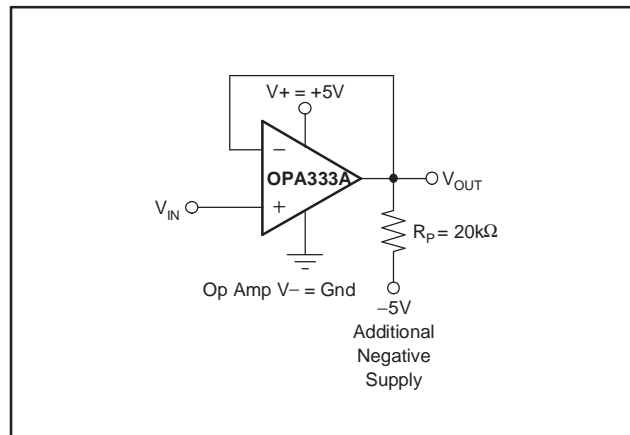 V+ = +5V
−
OPA333A
V_OUT
V_IN
+
R_P = 20kΩ
Op Amp V− = Gnd
−5V
Additional
Negative
Supply